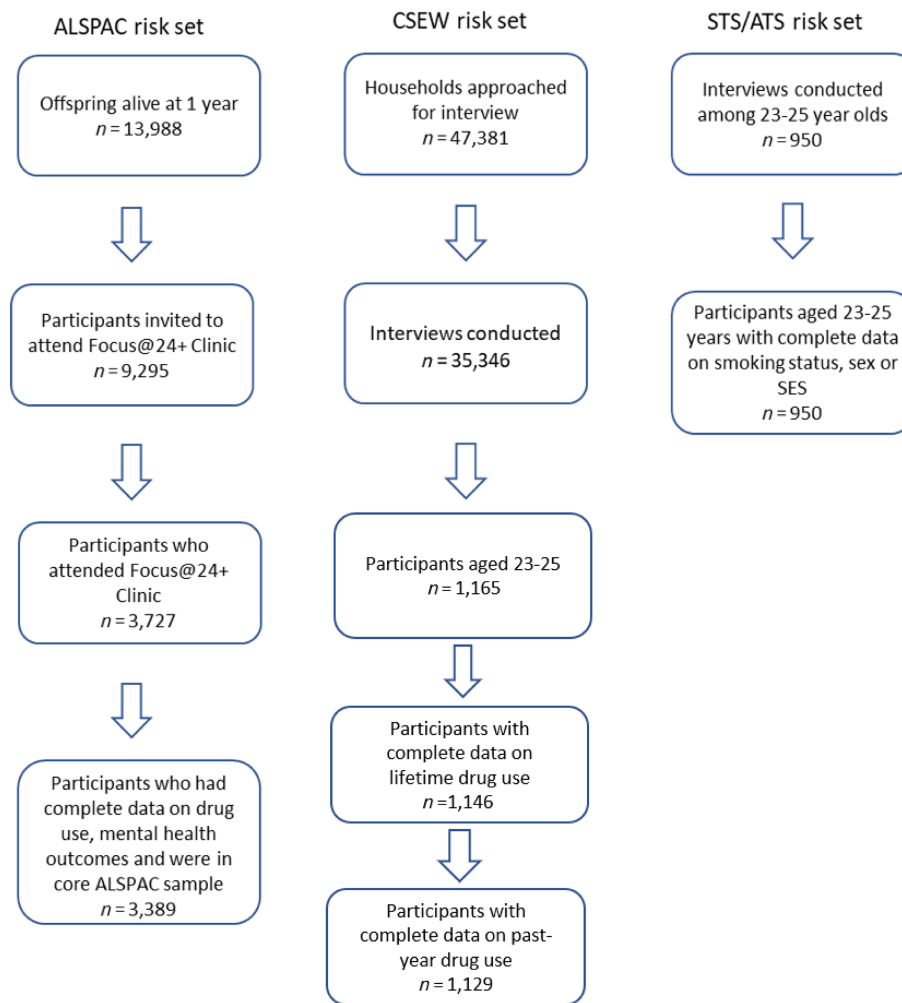 ALSPAC risk set
Offspring alive at 1 year
n = 13,988
Participants invited to
attend Focus@24+ Clinic
n = 9,295
Participants who
attended Focus@24+
Clinic
n = 3,727
Participants who had
complete data on drug
use, mental health
outcomes and were in
core ALSPAC sample
n = 3,389
CSEW risk set
Households approached
for interview
n = 47,381
Interviews conducted
n = 35,346
Participants aged 23-25
n = 1,165
Participants with
complete data on
lifetime drug use
n =1,146
Participants with
complete data on past-
year drug use
n = 1,129
STS/ATS risk set
Interviews conducted
among 23-25 year olds
n = 950
Participants aged 23-25
years with complete data
on smoking status, sex or
SES
n = 950